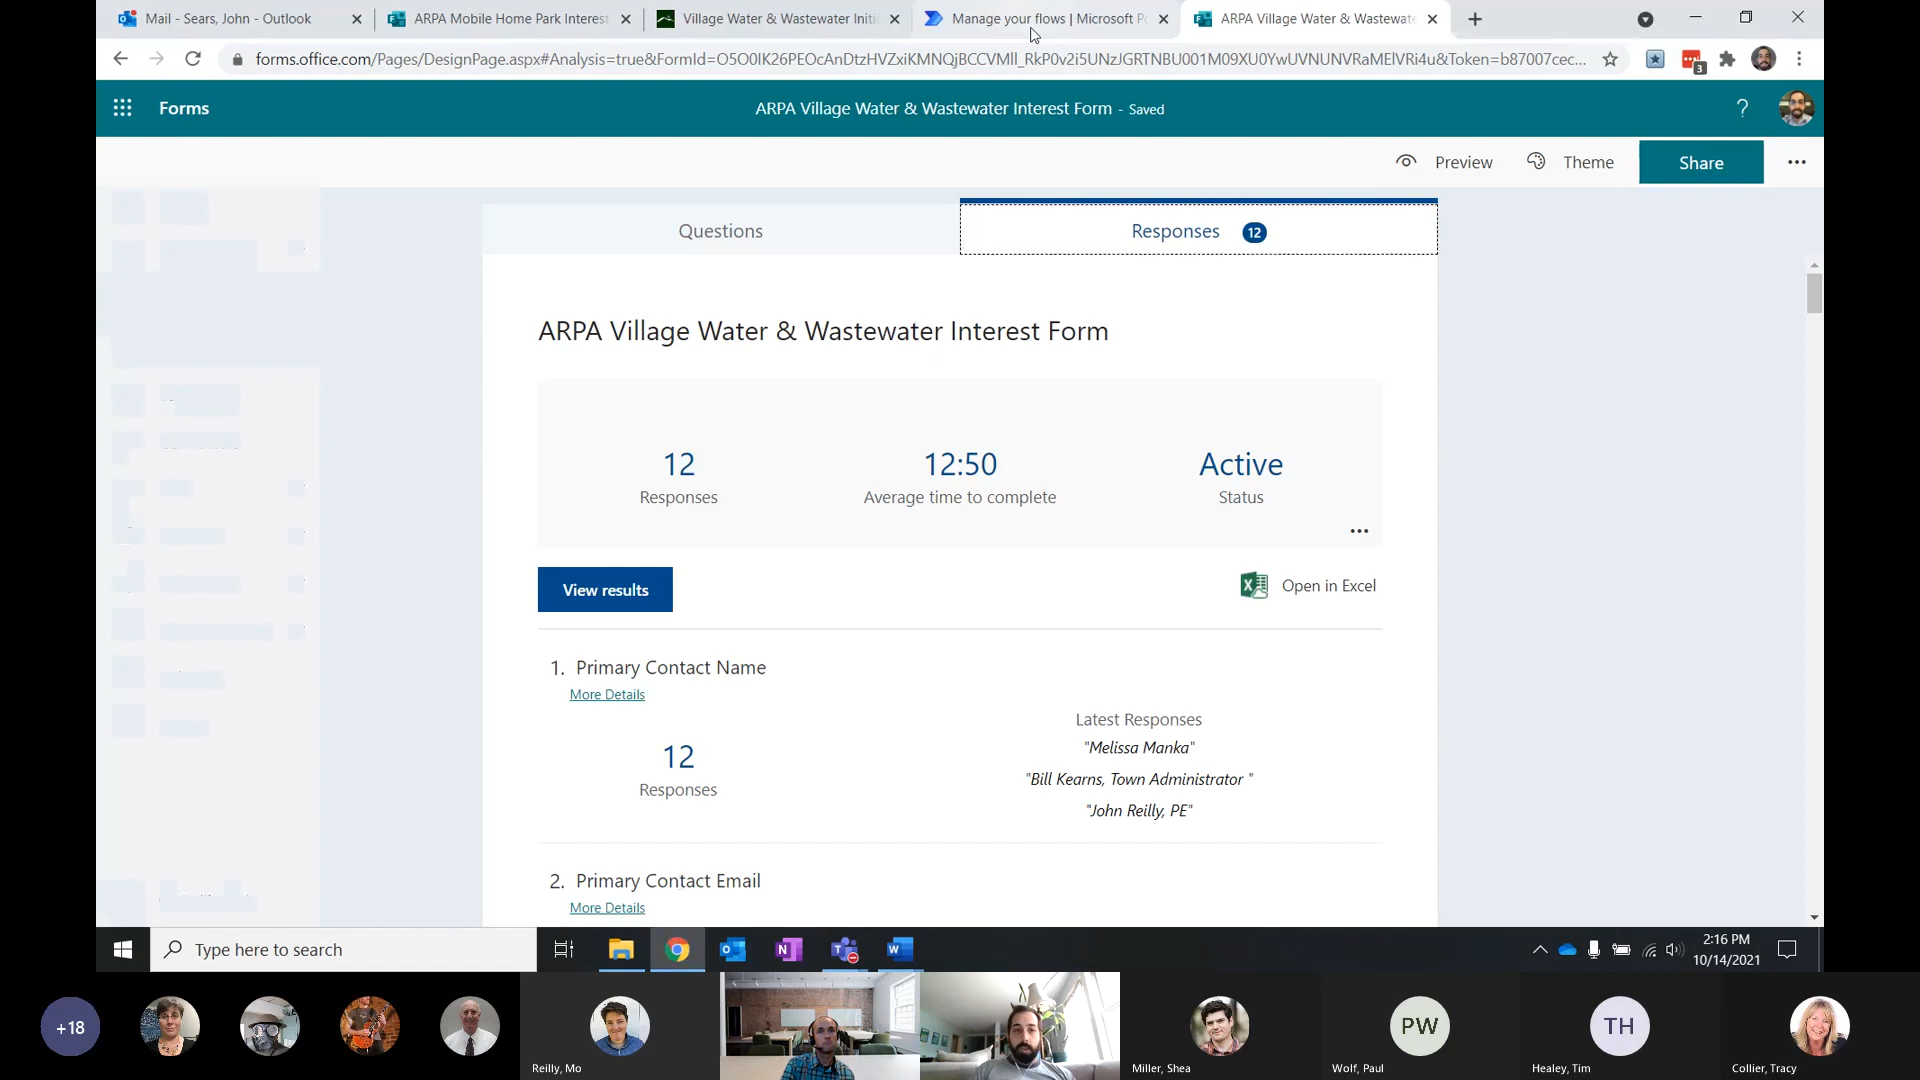 Mail - Sears, John - Outlook
ARPA Mobile Home Park Interest
Village Water & Wastewater Initi
Manage your flows | Microsoft Po
ARPA Village Water & Wastewate
forms.office.com/Pages/DesignPage.aspx#Analysis=true&FormId=O5O0IK26PEOcAnDtzHVZxiKMNQjBCCVMll_RkP0v2i5UNzJGRTNBU001M09XU0YwUVNUNVRaMElVRi4u&Token=b87007cec...
3
Forms
ARPA Village Water & Wastewater Interest Form - Saved
?
Preview
Theme
Share
Questions
Responses 12
ARPA Village Water & Wastewater Interest Form
12
Responses
12:50
Average time to complete
Active
Status
View results
Open in Excel
1. Primary Contact Name
More Details
12
Responses
Latest Responses
"Melissa Manka"
"Bill Kearns, Town Administrator "
"John Reilly, PE"
2. Primary Contact Email
More Details
Type here to search
2:16 PM
10/14/2021
+18
Reilly, Mo
Miller, Shea
PW
Wolf, Paul
TH
Healey, Tim
Collier, Tracy